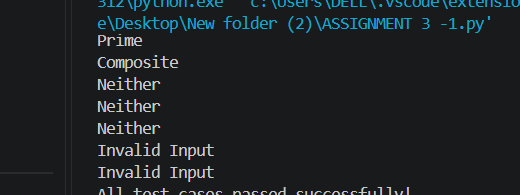 312\python.exe' 'c:\Users\DELL\.vscode\extensio
e\Desktop\New folder (2)\ASSIGNMENT 3 -1.py'
Prime
Composite
Neither
Neither
Neither
Invalid Input
Invalid Input
All test cases passed successfully!